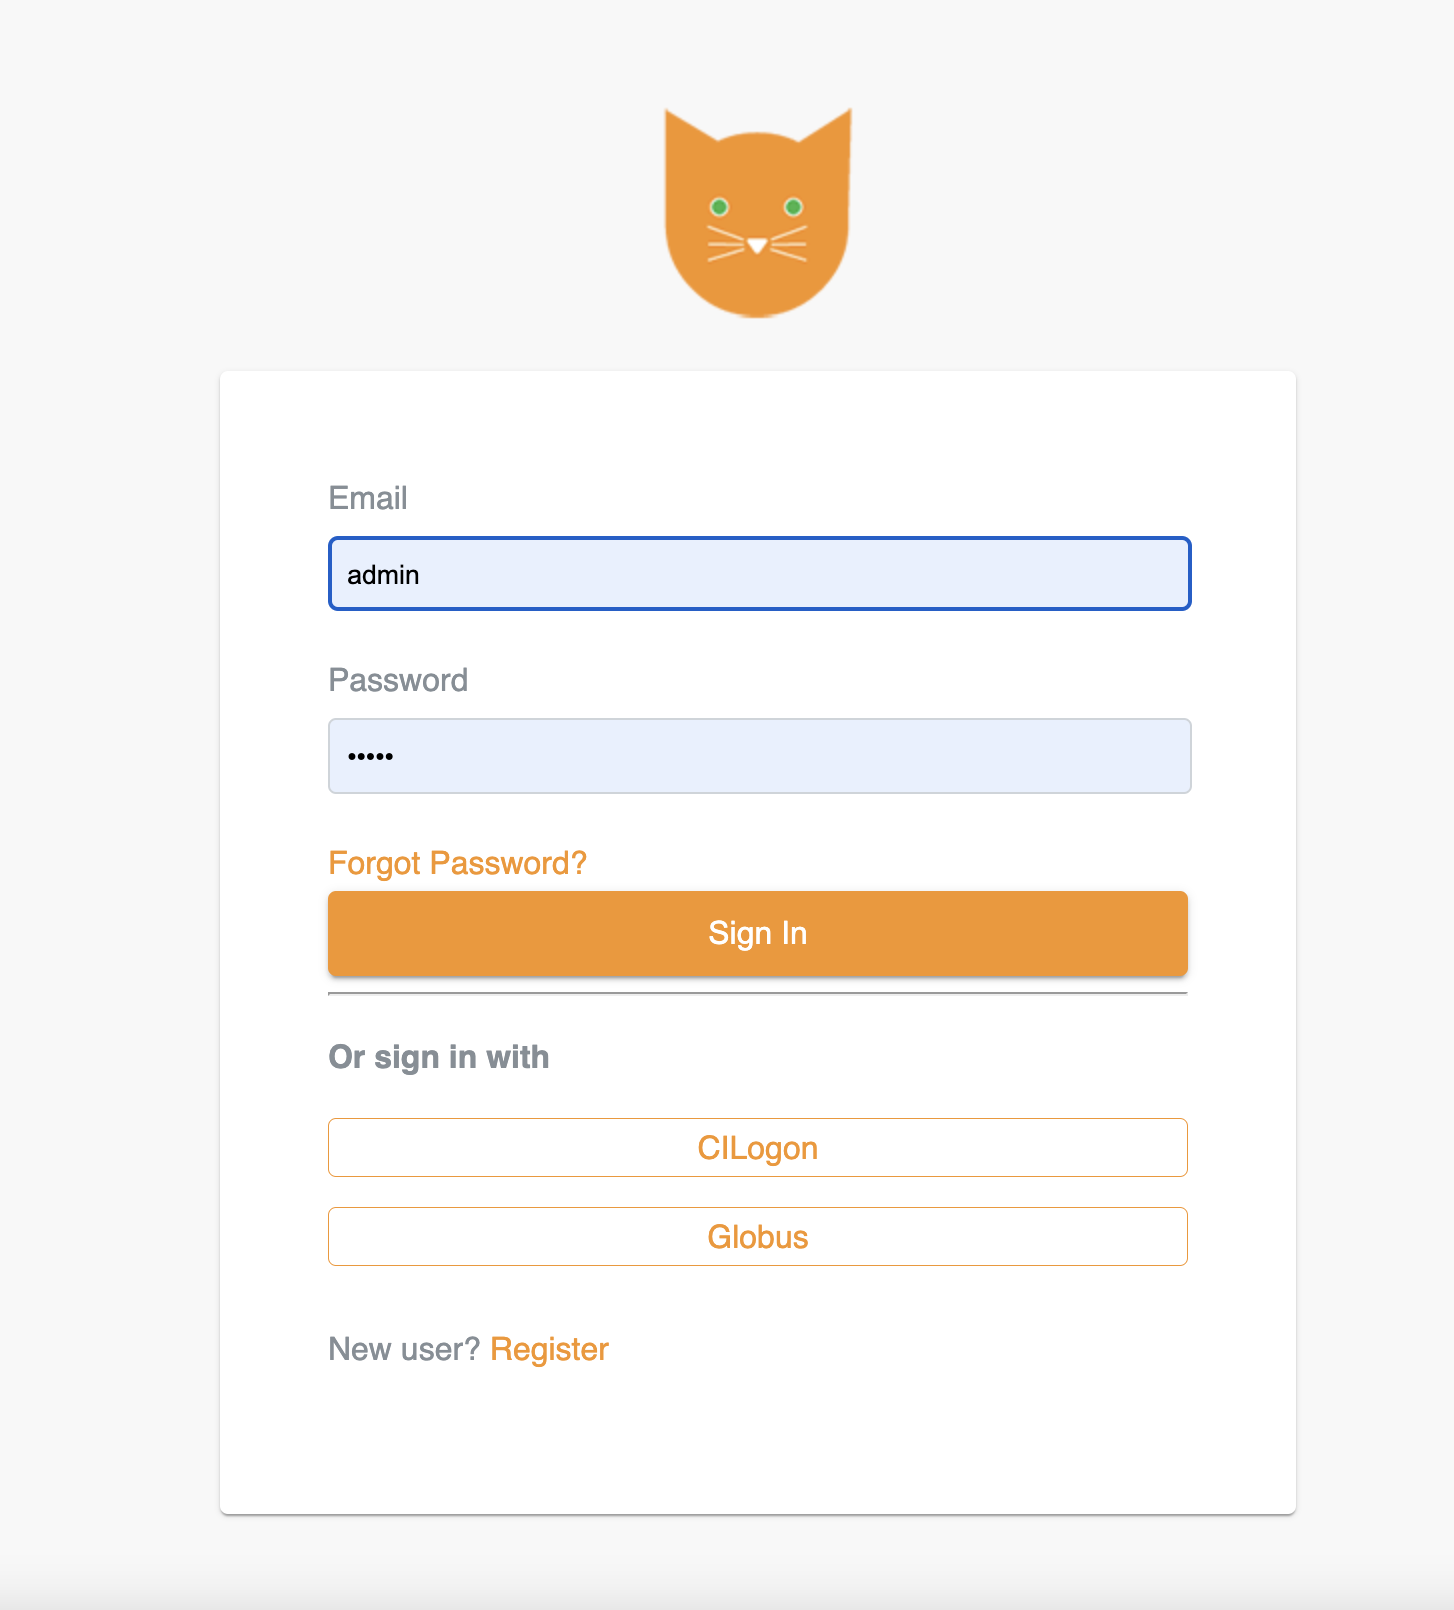 Email
admin
Password
•••••
Forgot Password?
Sign In
Or sign in with
CILogon
Globus
New user? Register